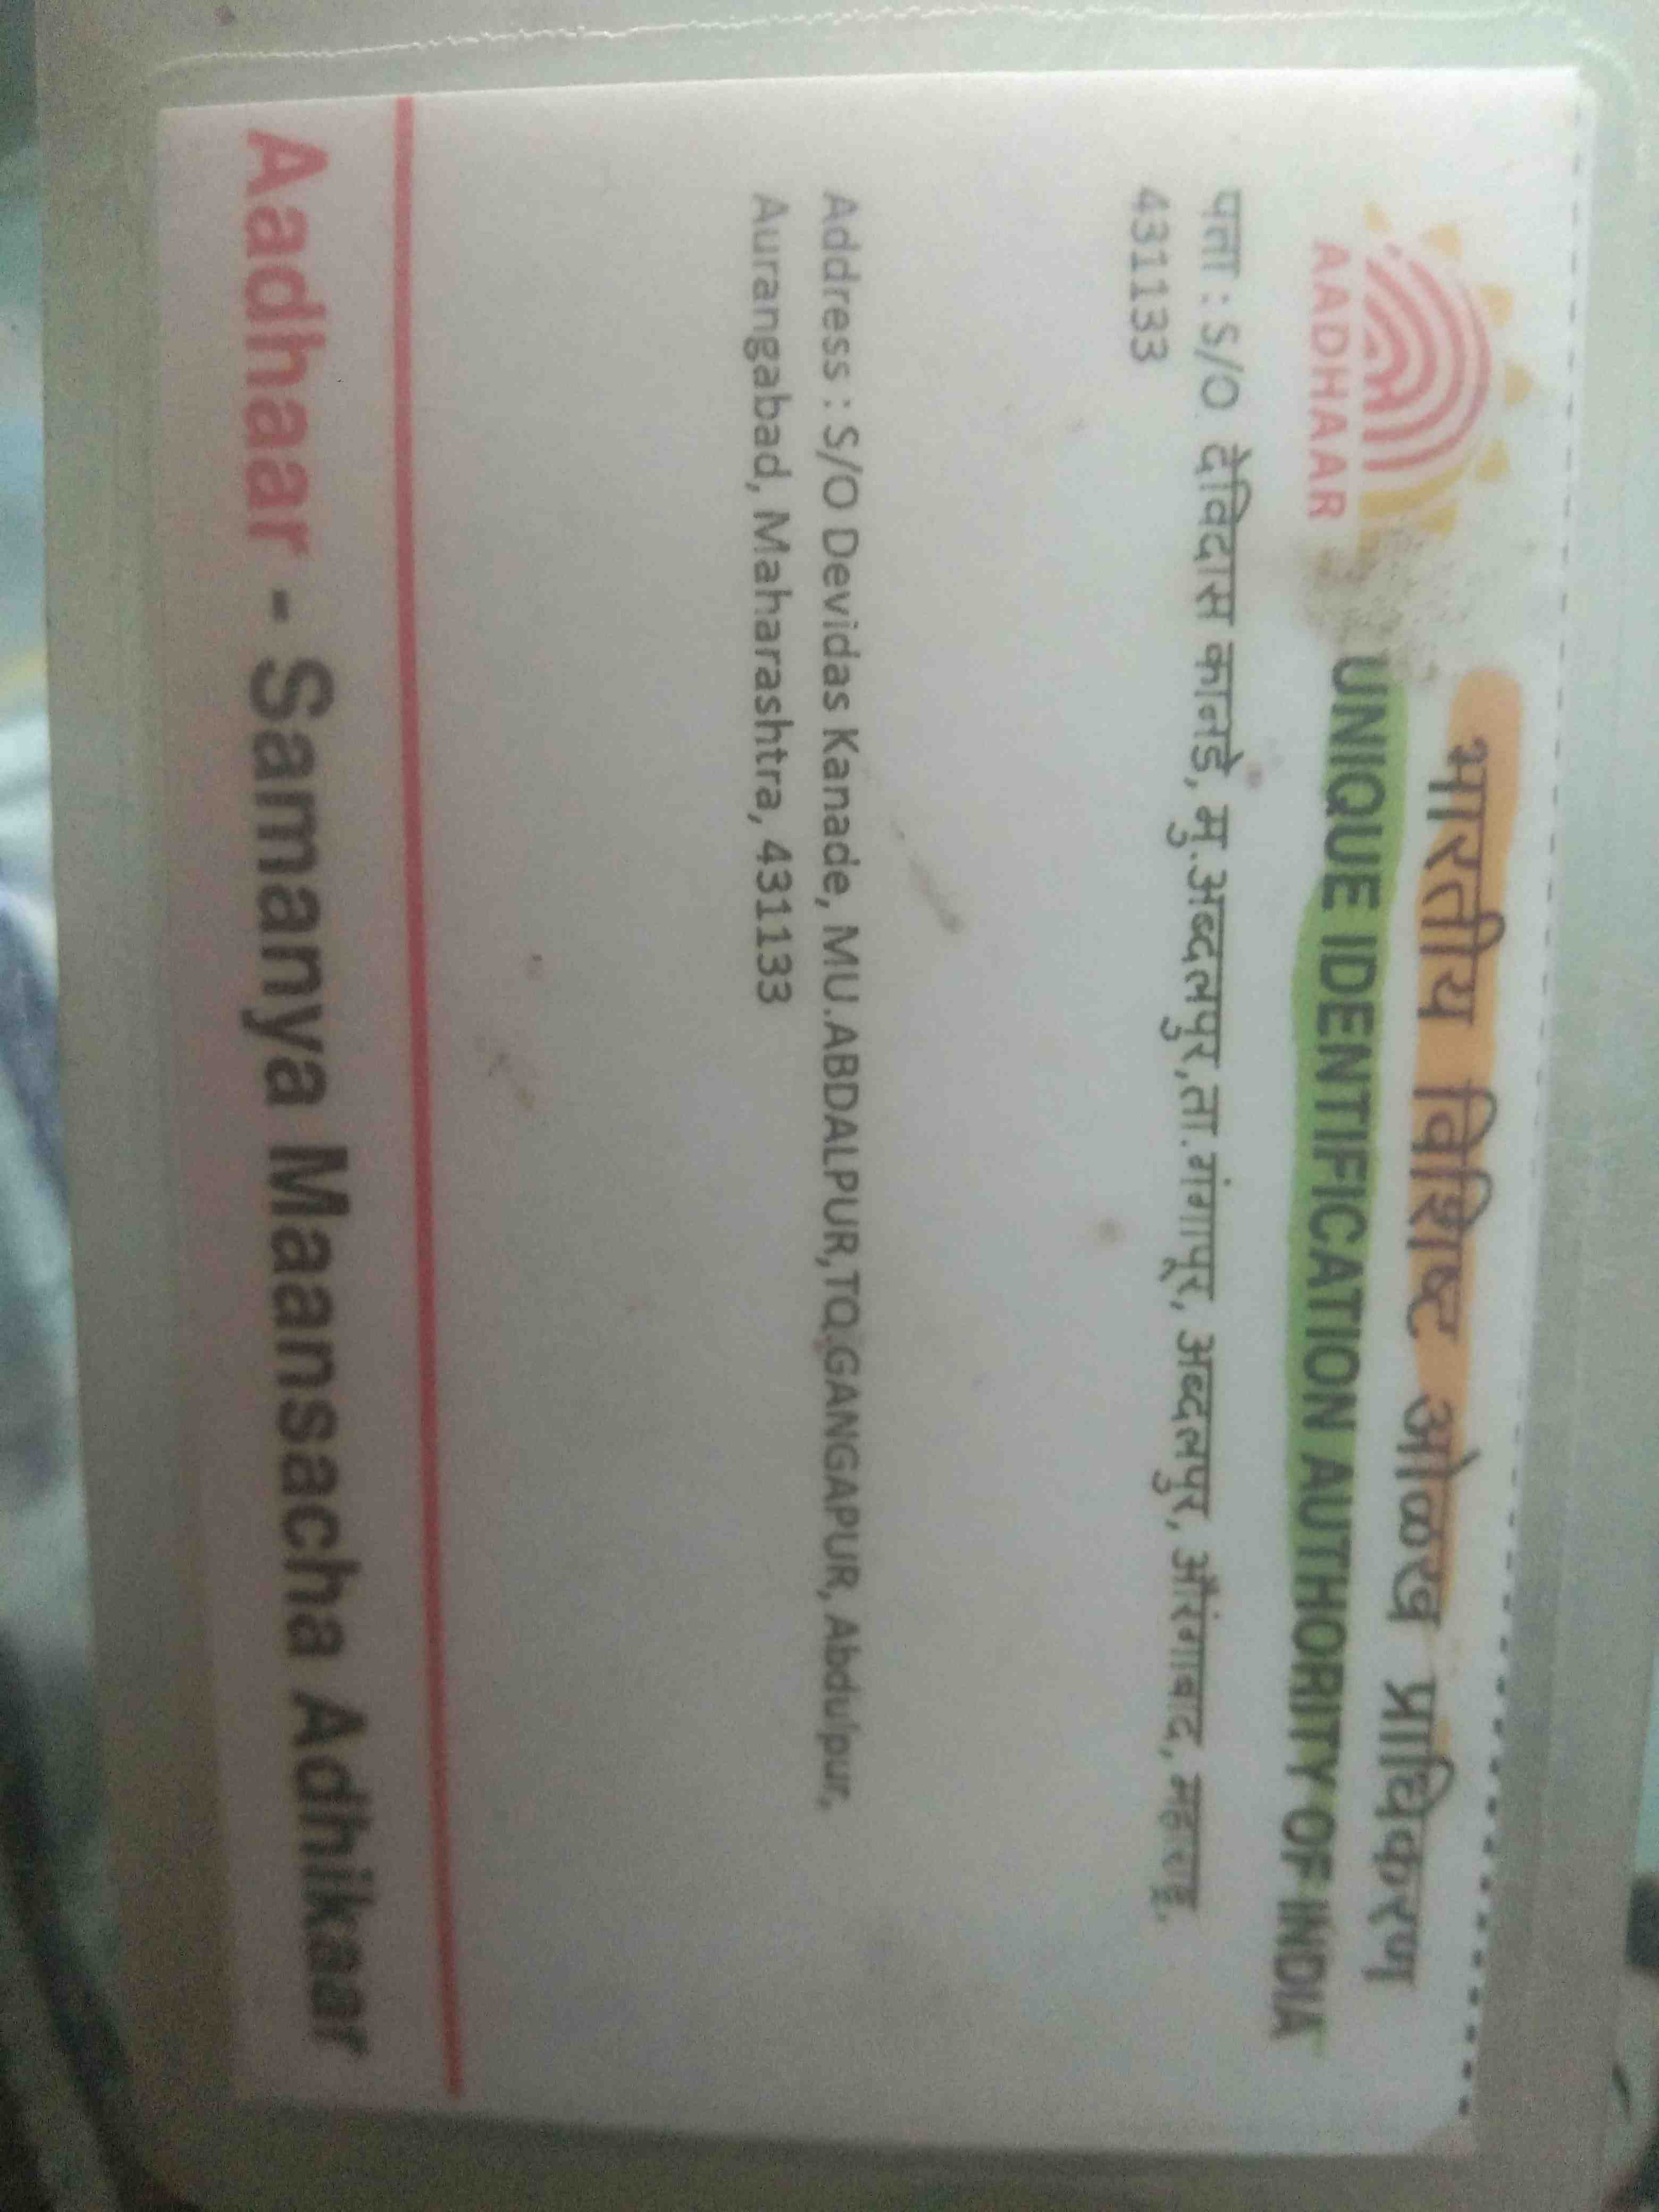 भारतीय विशिष्ट ओळख प्राधिकरण
UNIQUE IDENTIFICATION AUTHORITY OF INDIA
AADHAAR
पत्ता : S/O देविदास कानडे, मु.अब्दलपुर,ता.गंगापूर, अब्दलपुर, औरंगाबाद, महाराष्ट्र,
431133
Address : S/O Devidas Kanade, MU.ABDALPUR,TQ.GANGAPUR, Abdulpur,
Aurangabad, Maharashtra, 431133
Aadhaar - Samanya Maansacha Adhikaar